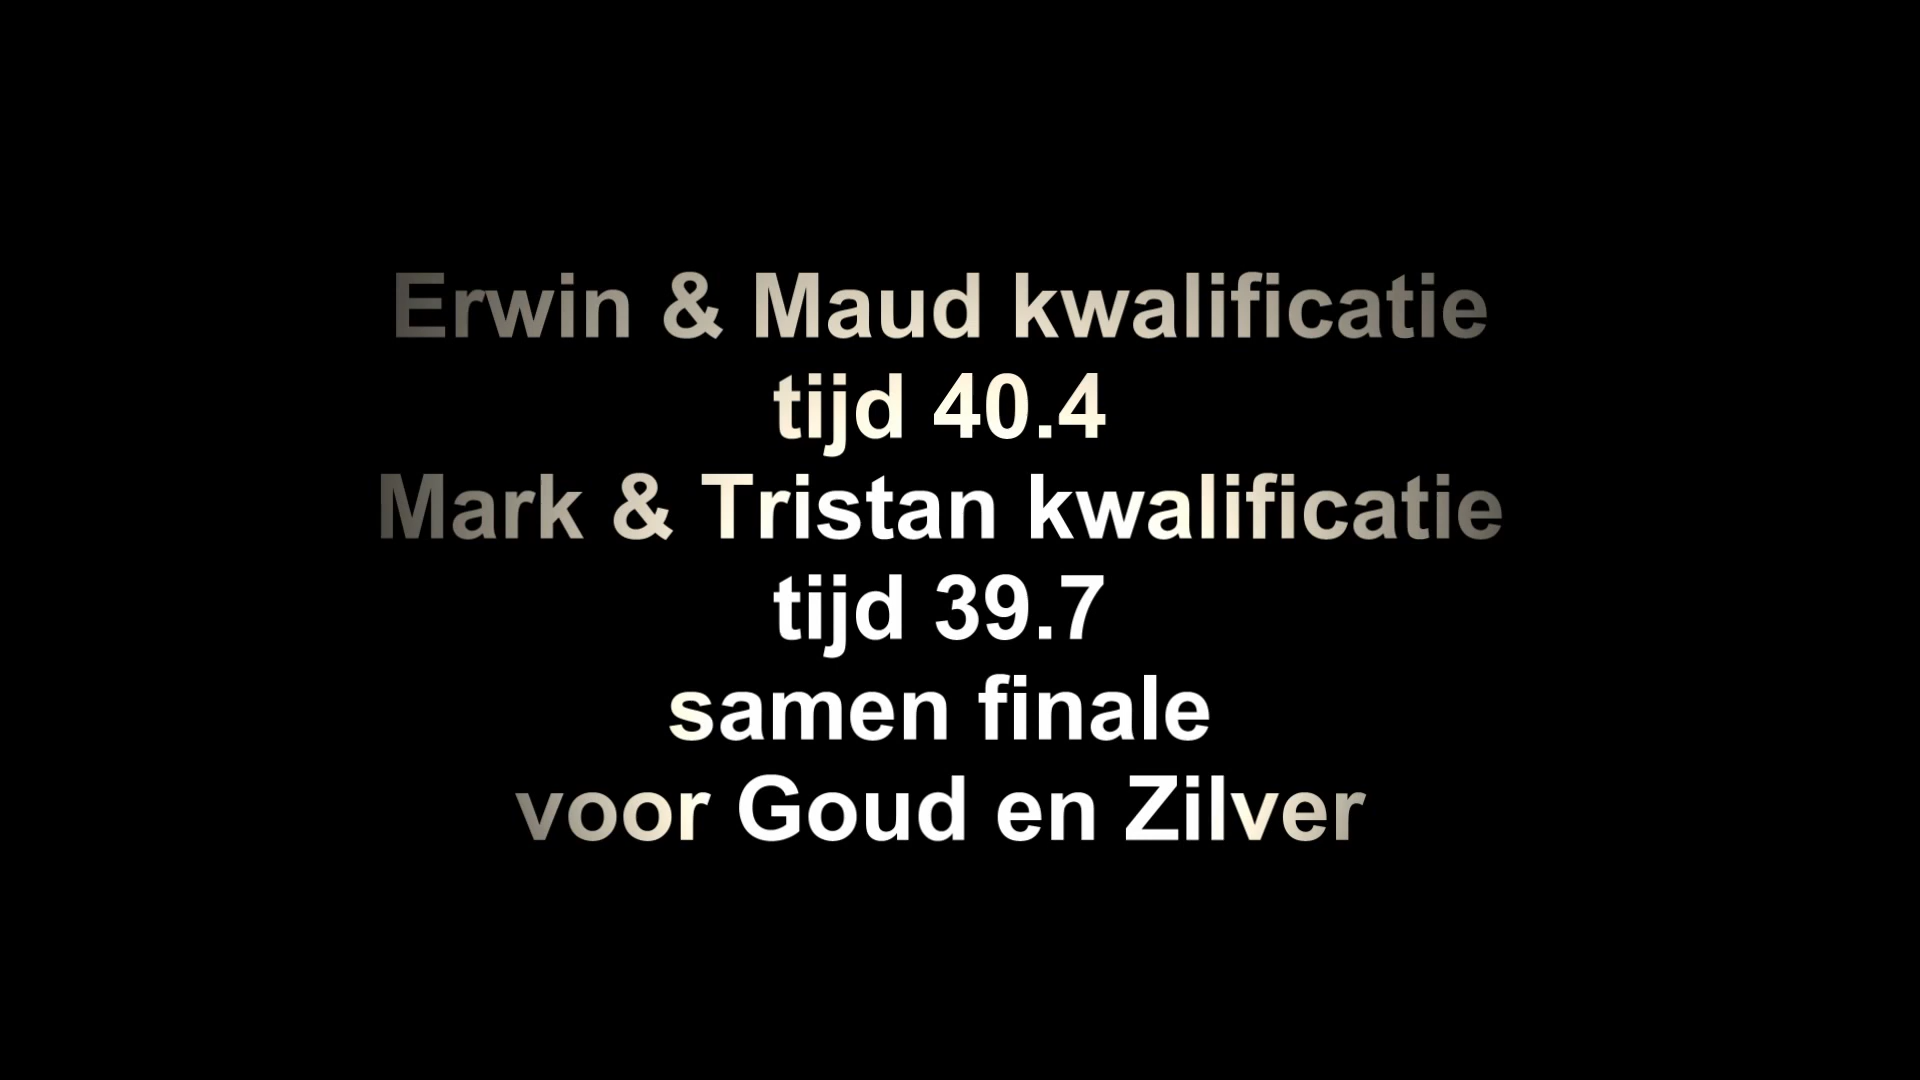 Erwin & Maud kwalificatie
tijd 40.4
Mark & Tristan kwalificatie
tijd 39.7
samen finale
voor Goud en Zilver